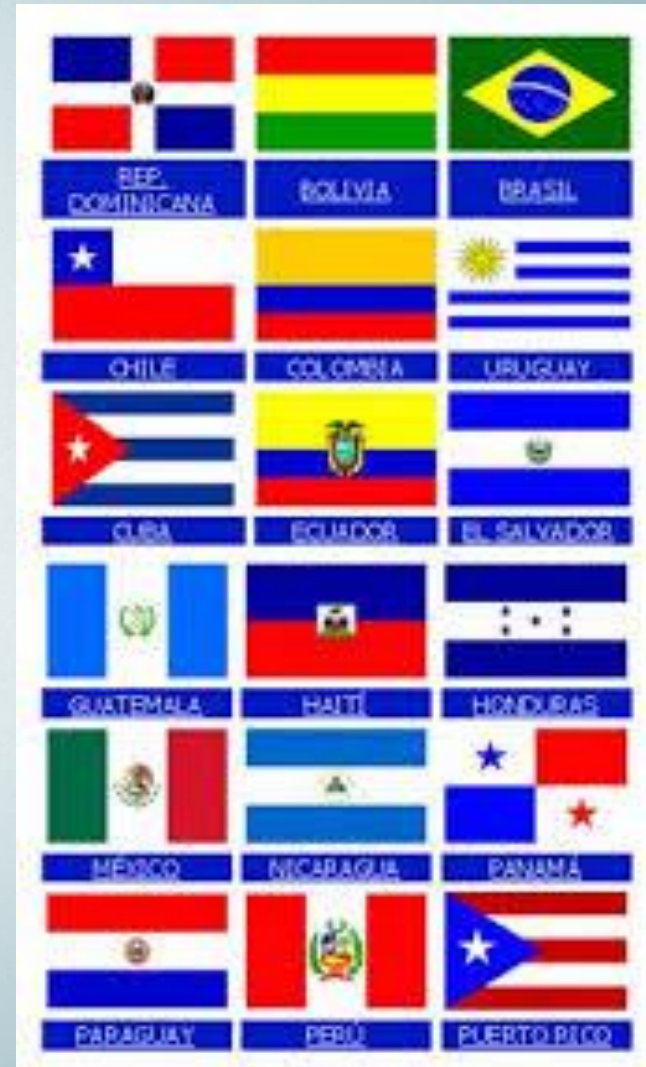 REP.
DOMINICANA
BOLIVIA
BRASIL
CHILE
COLOMBIA
URUGUAY
CUBA
ECUADOR
EL SALVADOR
GUATEMALA
HAITÍ
HONDURAS
MÉXICO
NICARAGUA
PANAMÁ
PARAGUAY
PERÚ
PUERTO RICO